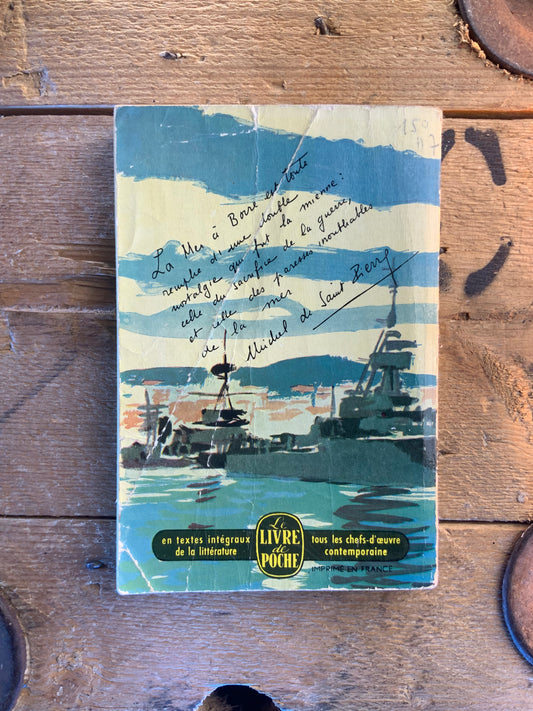 150
117
La Mer à Boire est toute
remplie d'une double
nostalgie qui fut la mienne :
celle du sacrifice de la guerre,
et celle des paresses inoubliables
de la mer
Michel de Saint Pierre
en textes intégraux
de la littérature
Le
LIVRE
de
POCHE
tous les chefs-d'œuvre
contemporaine
IMPRIMÉ EN FRANCE